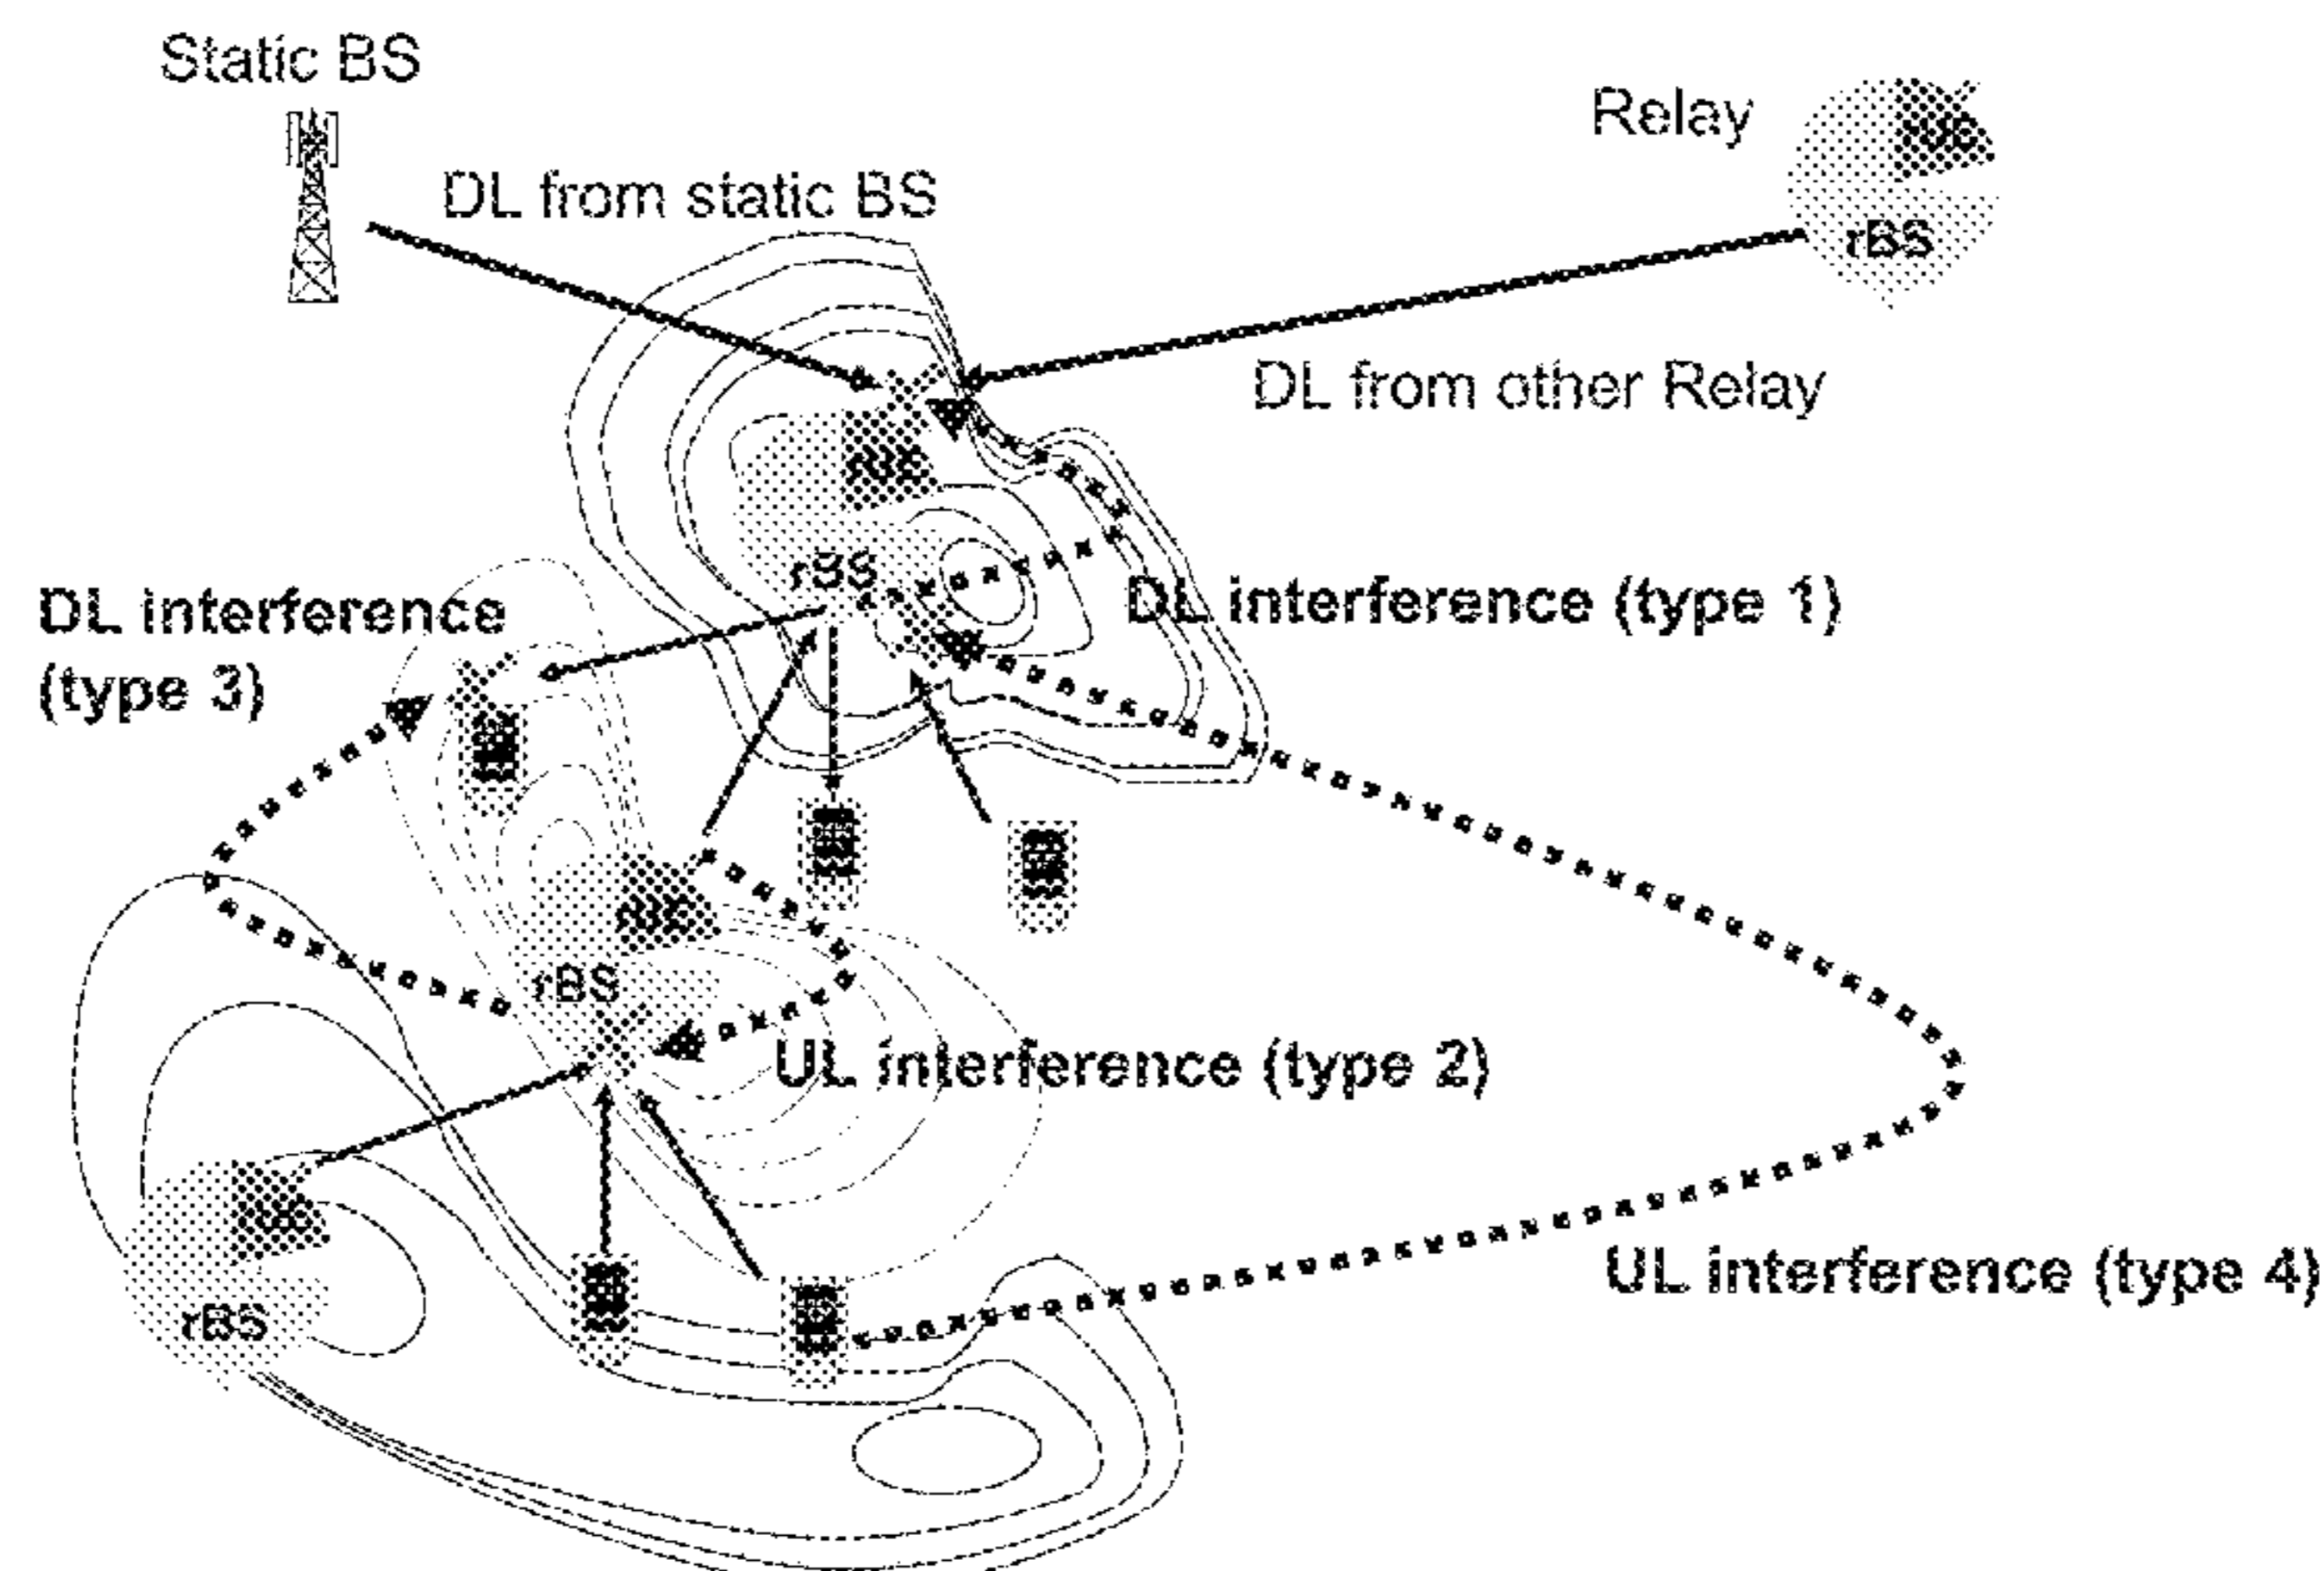 Static BS
Relay
DL from static BS
rBS
DL from other Relay
rBS
DL interference
(type 3)
DL interference (type 1)
rBS
UL interference (type 2)
UL interference (type 4)
rBS